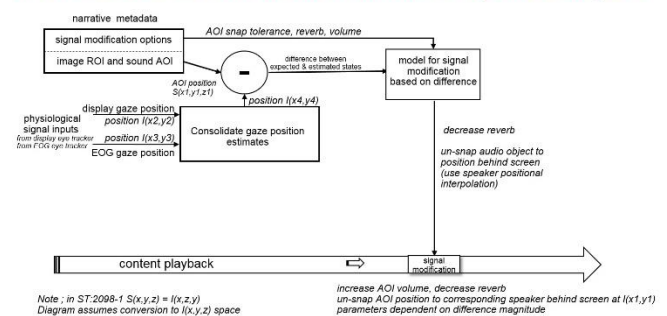 narrative metadata
signal modification options
image ROI and sound AOI
AOI snap tolerance, reverb, volume
AOI position
S(x1,y1,z1)
-
difference between
expected & estimated states
model for signal
modification
based on difference
position I(x4,y4)
display gaze position
position I(x2,y2)
physiological
signal inputs
from display eye tracker
from EOG eye tracker
position I(x3,y3)
EOG gaze position
Consolidate gaze position
estimates
decrease reverb
un-snap audio object to
position behind screen
(use speaker positional
interpolation)
content playback
signal
modification
Note ; in ST:2098-1 S(x,y,z) = I(x,z,y)
Diagram assumes conversion to I(x,y,z) space
increase AOI volume, decrease reverb
un-snap AOI position to corresponding speaker behind screen at I(x1,y1)
parameters dependent on difference magnitude